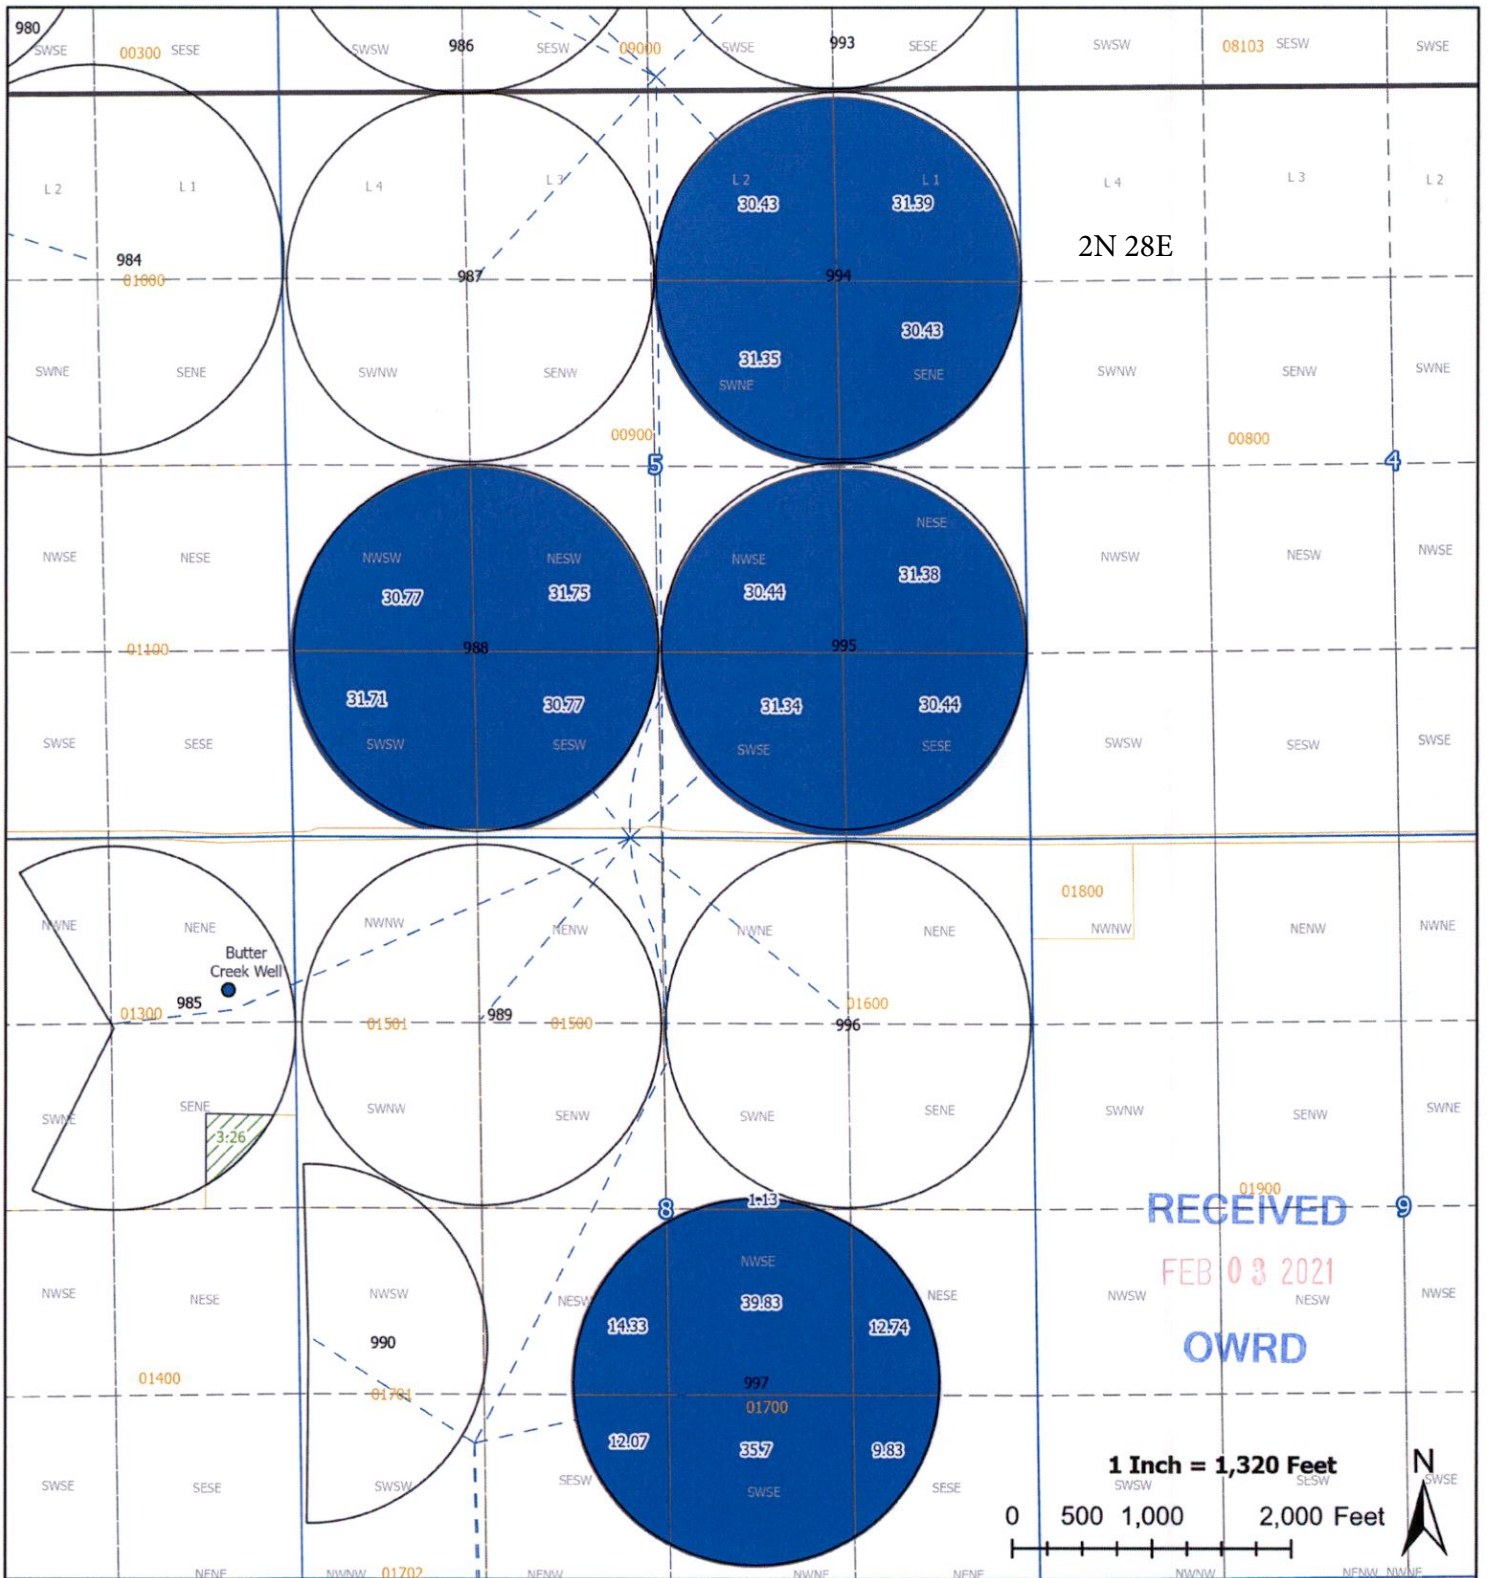 980
SWSE
00300
SESE
SWSW
986
SESW
09000
SWSE
993
SESE
SWSW
08103
SESW
SWSE
L 2
L 1
L 4
L 3
L 2
L 1
L 4
L 3
L 2
30.43
31.39
2N 28E
984
01000
987
994
31.35
30.43
SWNE
SENE
SWNW
SENW
SWNE
SENE
SWNW
SENW
SWNE
00900
5
00800
4
NWSE
NESE
NWSW
NESW
NWSE
NESE
NWSW
NESW
NWSE
30.77
31.75
30.44
31.38
01100
988
995
31.71
30.77
31.34
30.44
SWSE
SESE
SWSW
SESW
SWSE
SESE
SWSW
SESW
SWSE
01800
NWNE
NENE
NWNW
NENW
NWNE
NENE
NWNW
NENW
NWNE
Butter
Creek Well
985
01300
01501
989
01500
01600
996
SWNE
SENE
SWNW
SENW
SWNE
SENE
SWNW
SENW
SWNE
3.26
1.13
8
01900
9
RECEIVED
FEB 03 2021
OWRD
NWSE
NESE
NWSW
NESW
NWSE
NESE
NWSW
NESW
NWSE
14.33
39.83
12.74
990
01400
01701
997
01700
12.07
35.7
9.83
SWSE
SESE
SWSW
SESW
SWSE
SESE
SWSW
SESW
SWSE
1 Inch = 1,320 Feet
N
0 500 1,000 2,000 Feet
NENE
NWNW
01702
NENW
NWNE
NENE
NWNW
NENW
NWNE